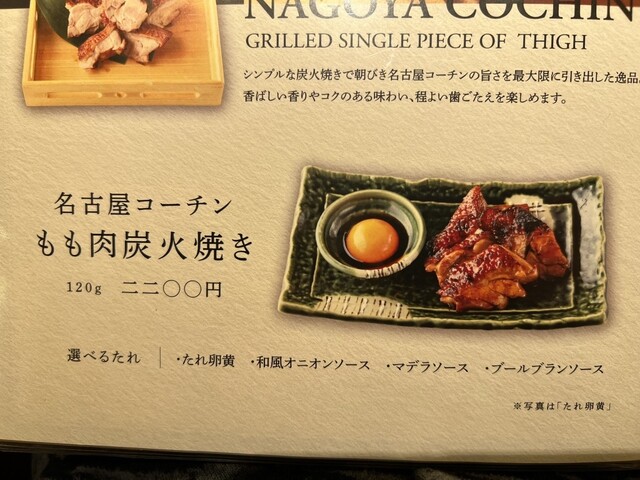 NAGOYA COCHIN
GRILLED SINGLE PIECE OF THIGH
シンプルな炭火焼きで朝びき名古屋コーチンの旨さを最大限に引き出した逸品。
香ばしい香りやコクのある味わい、程よい歯ごたえを楽しめます。
名古屋コーチン
もも肉炭火焼き
120g 二二〇〇円
選べるたれ ・たれ卵黄 ・和風オニオンソース ・マデラソース ・ブールブランソース
※写真は「たれ卵黄」